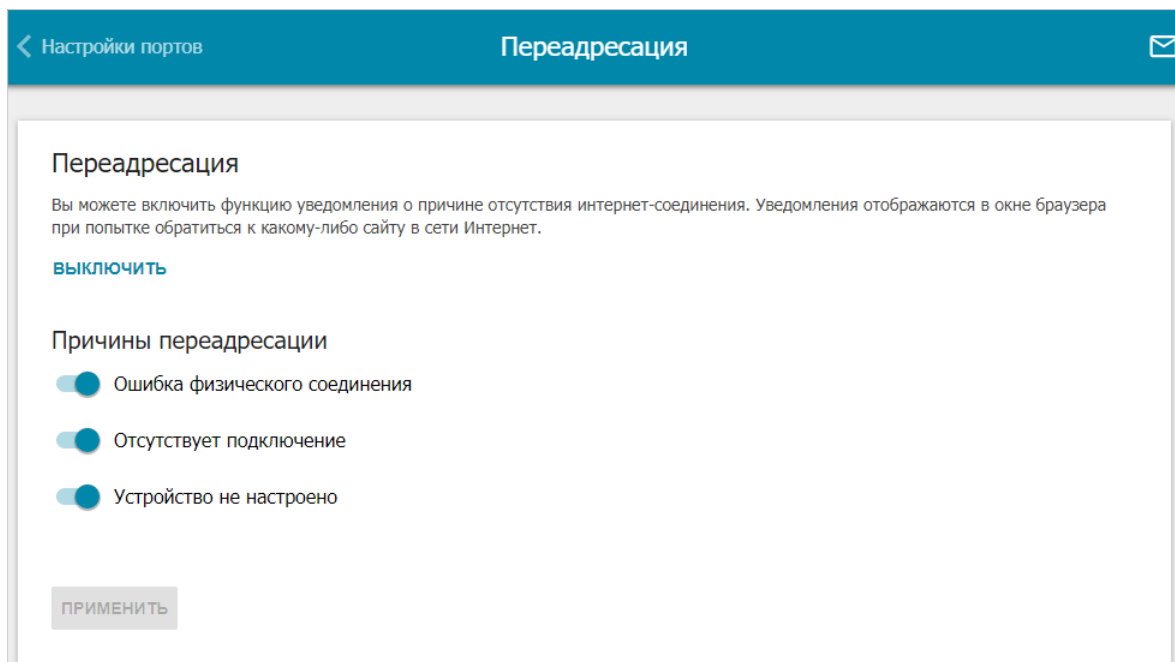 Настройки портов
Переадресация
Переадресация
Вы можете включить функцию уведомления о причине отсутствия интернет-соединения. Уведомления отображаются в окне браузера
при попытке обратиться к какому-либо сайту в сети Интернет.
ВЫКЛЮЧИТЬ
Причины переадресации
Ошибка физического соединения
Отсутствует подключение
Устройство не настроено
ПРИМЕНИТЬ